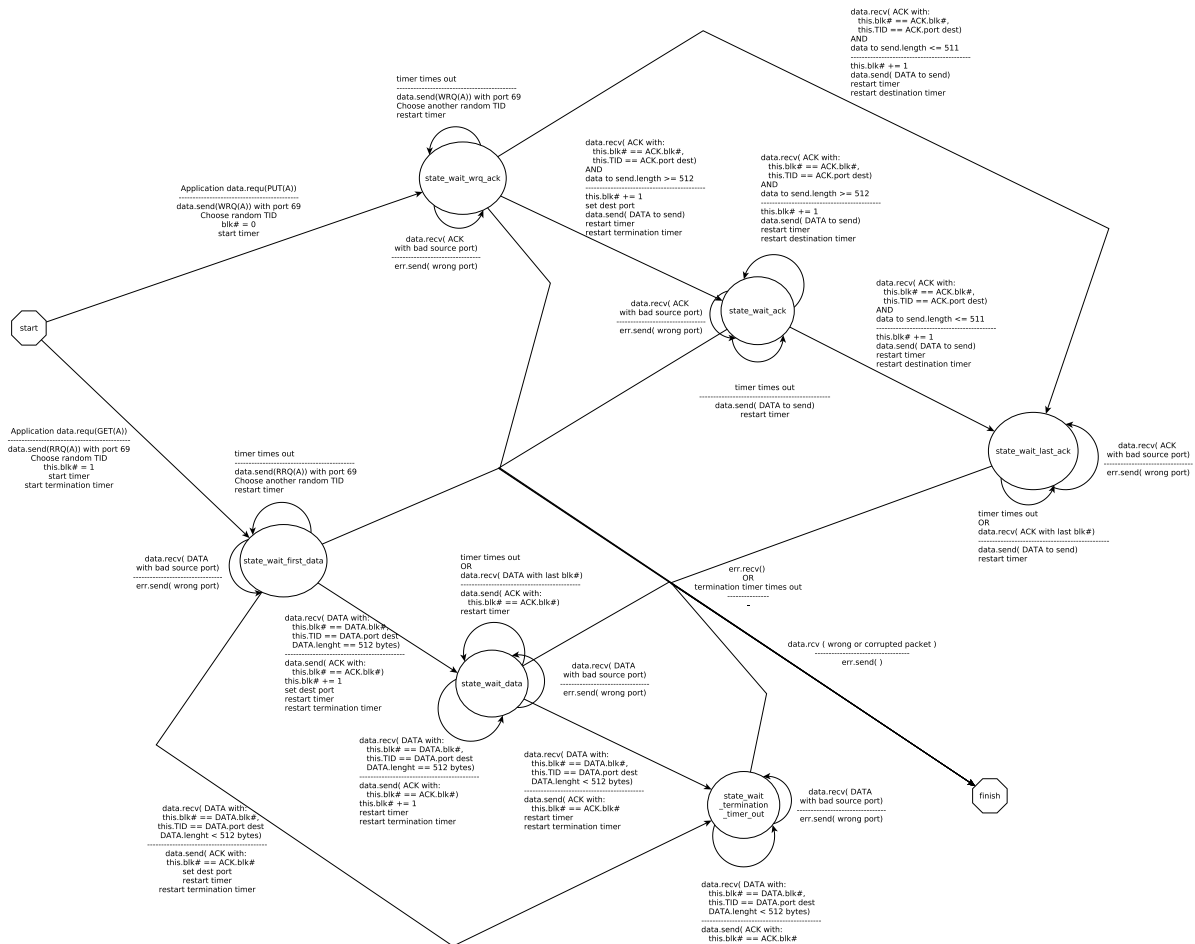 data.recv( ACK with:
this.blk# == ACK.blk#,
this.TID == ACK.port dest)
AND
data to send.length <= 511
------------------------------------------
this.blk# += 1
data.send( DATA to send)
restart timer
restart destination timer
timer times out
------------------------------------------
data.send(WRQ(A)) with port 69
Choose another random TID
restart timer
state_wait_wrq_ack
data.recv( ACK
with bad source port)
------------------------------
err.send( wrong port)
data.recv( ACK with:
this.blk# == ACK.blk#,
this.TID == ACK.port dest)
AND
data to send.length >= 512
------------------------------------------
this.blk# += 1
set dest port
data.send( DATA to send)
restart timer
restart termination timer
data.recv( ACK with:
this.blk# == ACK.blk#,
this.TID == ACK.port dest)
AND
data to send.length >= 512
------------------------------------------
this.blk# += 1
data.send( DATA to send)
restart timer
restart destination timer
Application data.requ(PUT(A))
------------------------------------------
data.send(WRQ(A)) with port 69
Choose random TID
blk# = 0
start timer
start
data.recv( ACK
with bad source port)
------------------------------
err.send( wrong port)
state_wait_ack
timer times out
----------------------------------------------
data.send( DATA to send)
restart timer
data.recv( ACK with:
this.blk# == ACK.blk#,
this.TID == ACK.port dest)
AND
data to send.length <= 511
------------------------------------------
this.blk# += 1
data.send( DATA to send)
restart timer
restart destination timer
Application data.requ(GET(A))
------------------------------------------
data.send(RRQ(A)) with port 69
Choose random TID
this.blk# = 1
start timer
start termination timer
timer times out
------------------------------------------
data.send(RRQ(A)) with port 69
Choose another random TID
restart timer
state_wait_last_ack
data.recv( ACK
with bad source port)
------------------------------
err.send( wrong port)
timer times out
OR
data.recv( ACK with last blk#)
----------------------------------------------
data.send( DATA to send)
restart timer
data.recv( DATA
with bad source port)
------------------------------
err.send( wrong port)
state_wait_first_data
timer times out
OR
data.recv( DATA with last blk#)
------------------------------------------
data.send( ACK with:
this.blk# == ACK.blk#)
restart timer
err.recv()
OR
termination timer times out
---------------
-
data.recv( DATA with:
this.blk# == DATA.blk#,
this.TID == DATA.port dest
DATA.lenght == 512 bytes)
------------------------------------------
data.send( ACK with:
this.blk# == ACK.blk#)
this.blk# += 1
set dest port
restart timer
restart termination timer
state_wait_data
data.recv( DATA
with bad source port)
------------------------------
err.send( wrong port)
data.rcv ( wrong or corrupted packet )
---------------------------------
err.send( )
data.recv( DATA with:
this.blk# == DATA.blk#,
this.TID == DATA.port dest
DATA.lenght == 512 bytes)
------------------------------------------
data.send( ACK with:
this.blk# == ACK.blk#)
this.blk# += 1
restart timer
restart termination timer
data.recv( DATA with:
this.blk# == DATA.blk#,
this.TID == DATA.port dest
DATA.lenght < 512 bytes)
------------------------------------------
data.send( ACK with:
this.blk# == ACK.blk#
restart timer
restart termination timer
state_wait
_termination
_timer_out
data.recv( DATA
with bad source port)
------------------------------
err.send( wrong port)
finish
data.recv( DATA with:
this.blk# == DATA.blk#,
this.TID == DATA.port dest
DATA.lenght < 512 bytes)
------------------------------------------
data.send( ACK with:
this.blk# == ACK.blk#
set dest port
restart timer
restart termination timer
data.recv( DATA with:
this.blk# == DATA.blk#,
this.TID == DATA.port dest
DATA.lenght < 512 bytes)
------------------------------------------
data.send( ACK with:
this.blk# == ACK.blk#